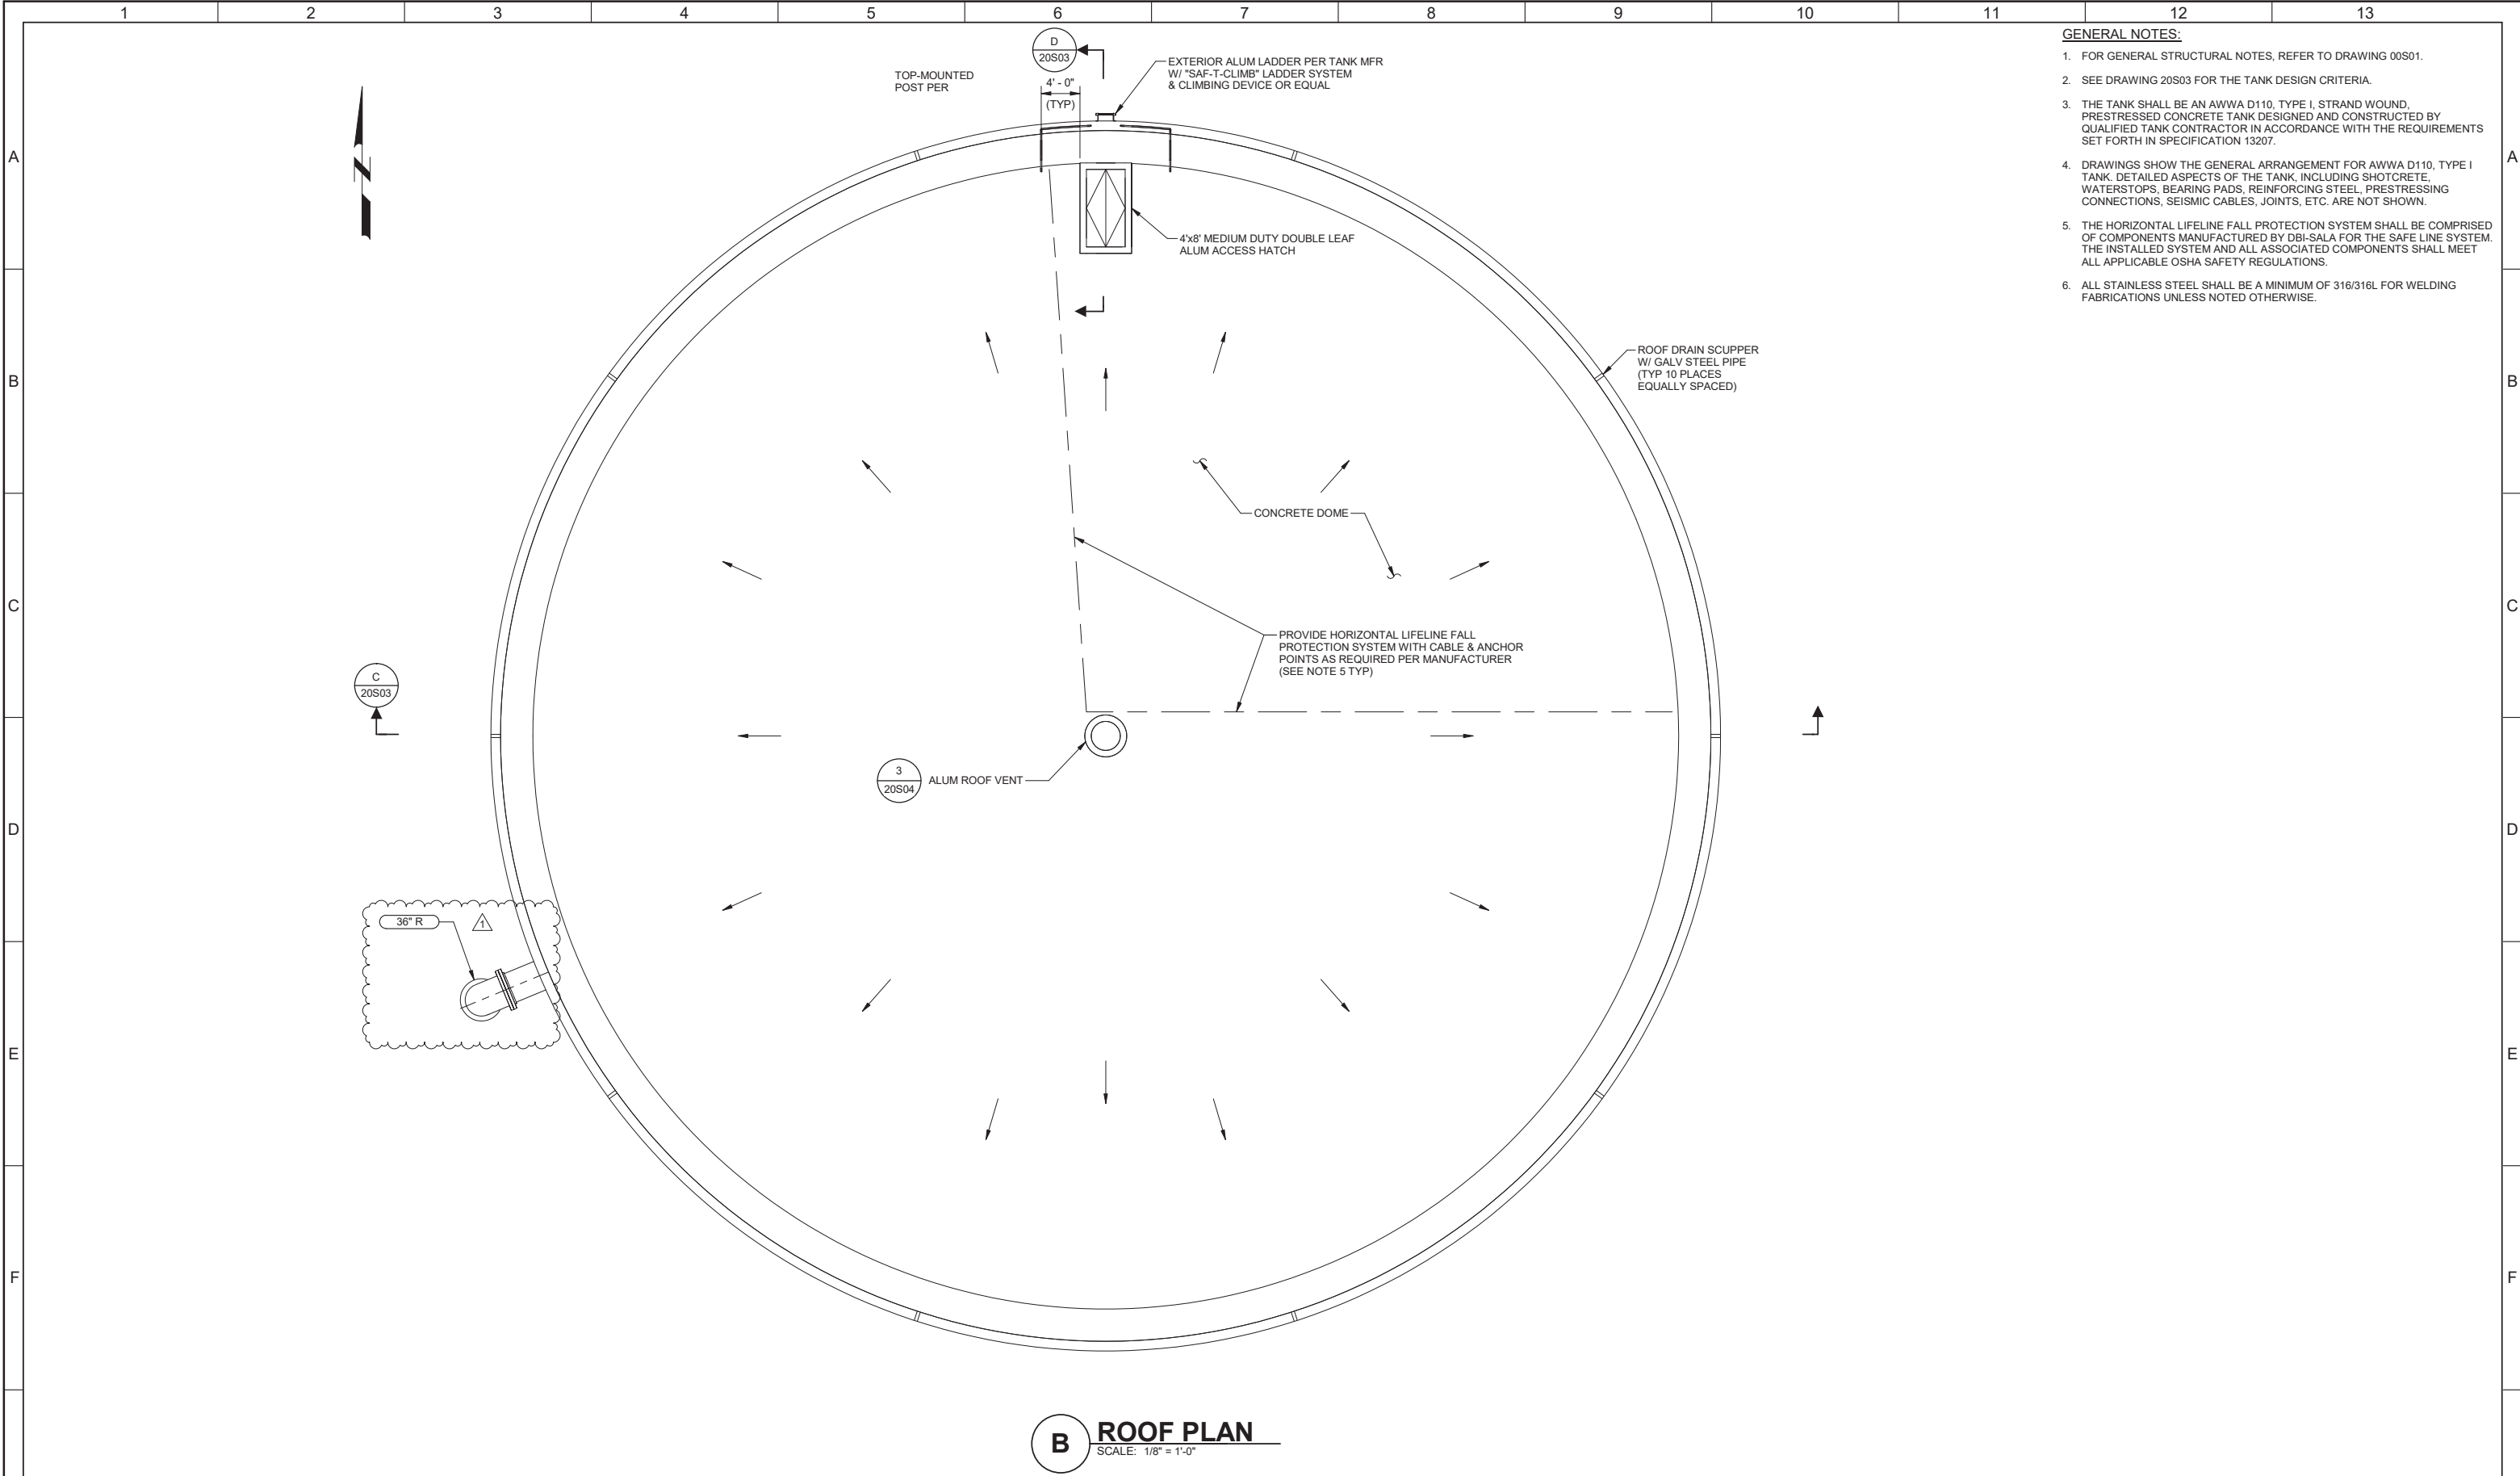 1 2 3 4 5 6 7 8 9 10 11 12 13
A
B
C
D
E
F
A
B
C
D
E
F
GENERAL NOTES:
1. FOR GENERAL STRUCTURAL NOTES, REFER TO DRAWING 00S01.
2. SEE DRAWING 20S03 FOR THE TANK DESIGN CRITERIA.
3. THE TANK SHALL BE AN AWWA D110, TYPE I, STRAND WOUND,
PRESTRESSED CONCRETE TANK DESIGNED AND CONSTRUCTED BY
QUALIFIED TANK CONTRACTOR IN ACCORDANCE WITH THE REQUIREMENTS
SET FORTH IN SPECIFICATION 13207.
4. DRAWINGS SHOW THE GENERAL ARRANGEMENT FOR AWWA D110, TYPE I
TANK. DETAILED ASPECTS OF THE TANK, INCLUDING SHOTCRETE,
WATERSTOPS, BEARING PADS, REINFORCING STEEL, PRESTRESSING
CONNECTIONS, SEISMIC CABLES, JOINTS, ETC. ARE NOT SHOWN.
5. THE HORIZONTAL LIFELINE FALL PROTECTION SYSTEM SHALL BE COMPRISED
OF COMPONENTS MANUFACTURED BY DBI-SALA FOR THE SAFE LINE SYSTEM.
THE INSTALLED SYSTEM AND ALL ASSOCIATED COMPONENTS SHALL MEET
ALL APPLICABLE OSHA SAFETY REGULATIONS.
6. ALL STAINLESS STEEL SHALL BE A MINIMUM OF 316/316L FOR WELDING
FABRICATIONS UNLESS NOTED OTHERWISE.
D
20S03
TOP-MOUNTED
POST PER
4' - 0"
(TYP)
EXTERIOR ALUM LADDER PER TANK MFR
W/ "SAF-T-CLIMB" LADDER SYSTEM
& CLIMBING DEVICE OR EQUAL
4'x8' MEDIUM DUTY DOUBLE LEAF
ALUM ACCESS HATCH
ROOF DRAIN SCUPPER
W/ GALV STEEL PIPE
(TYP 10 PLACES
EQUALLY SPACED)
CONCRETE DOME
PROVIDE HORIZONTAL LIFELINE FALL
PROTECTION SYSTEM WITH CABLE & ANCHOR
POINTS AS REQUIRED PER MANUFACTURER
(SEE NOTE 5 TYP)
C
20S03
3
20S04
ALUM ROOF VENT
36" R
1
B
ROOF PLAN
SCALE: 1/8" = 1'-0"